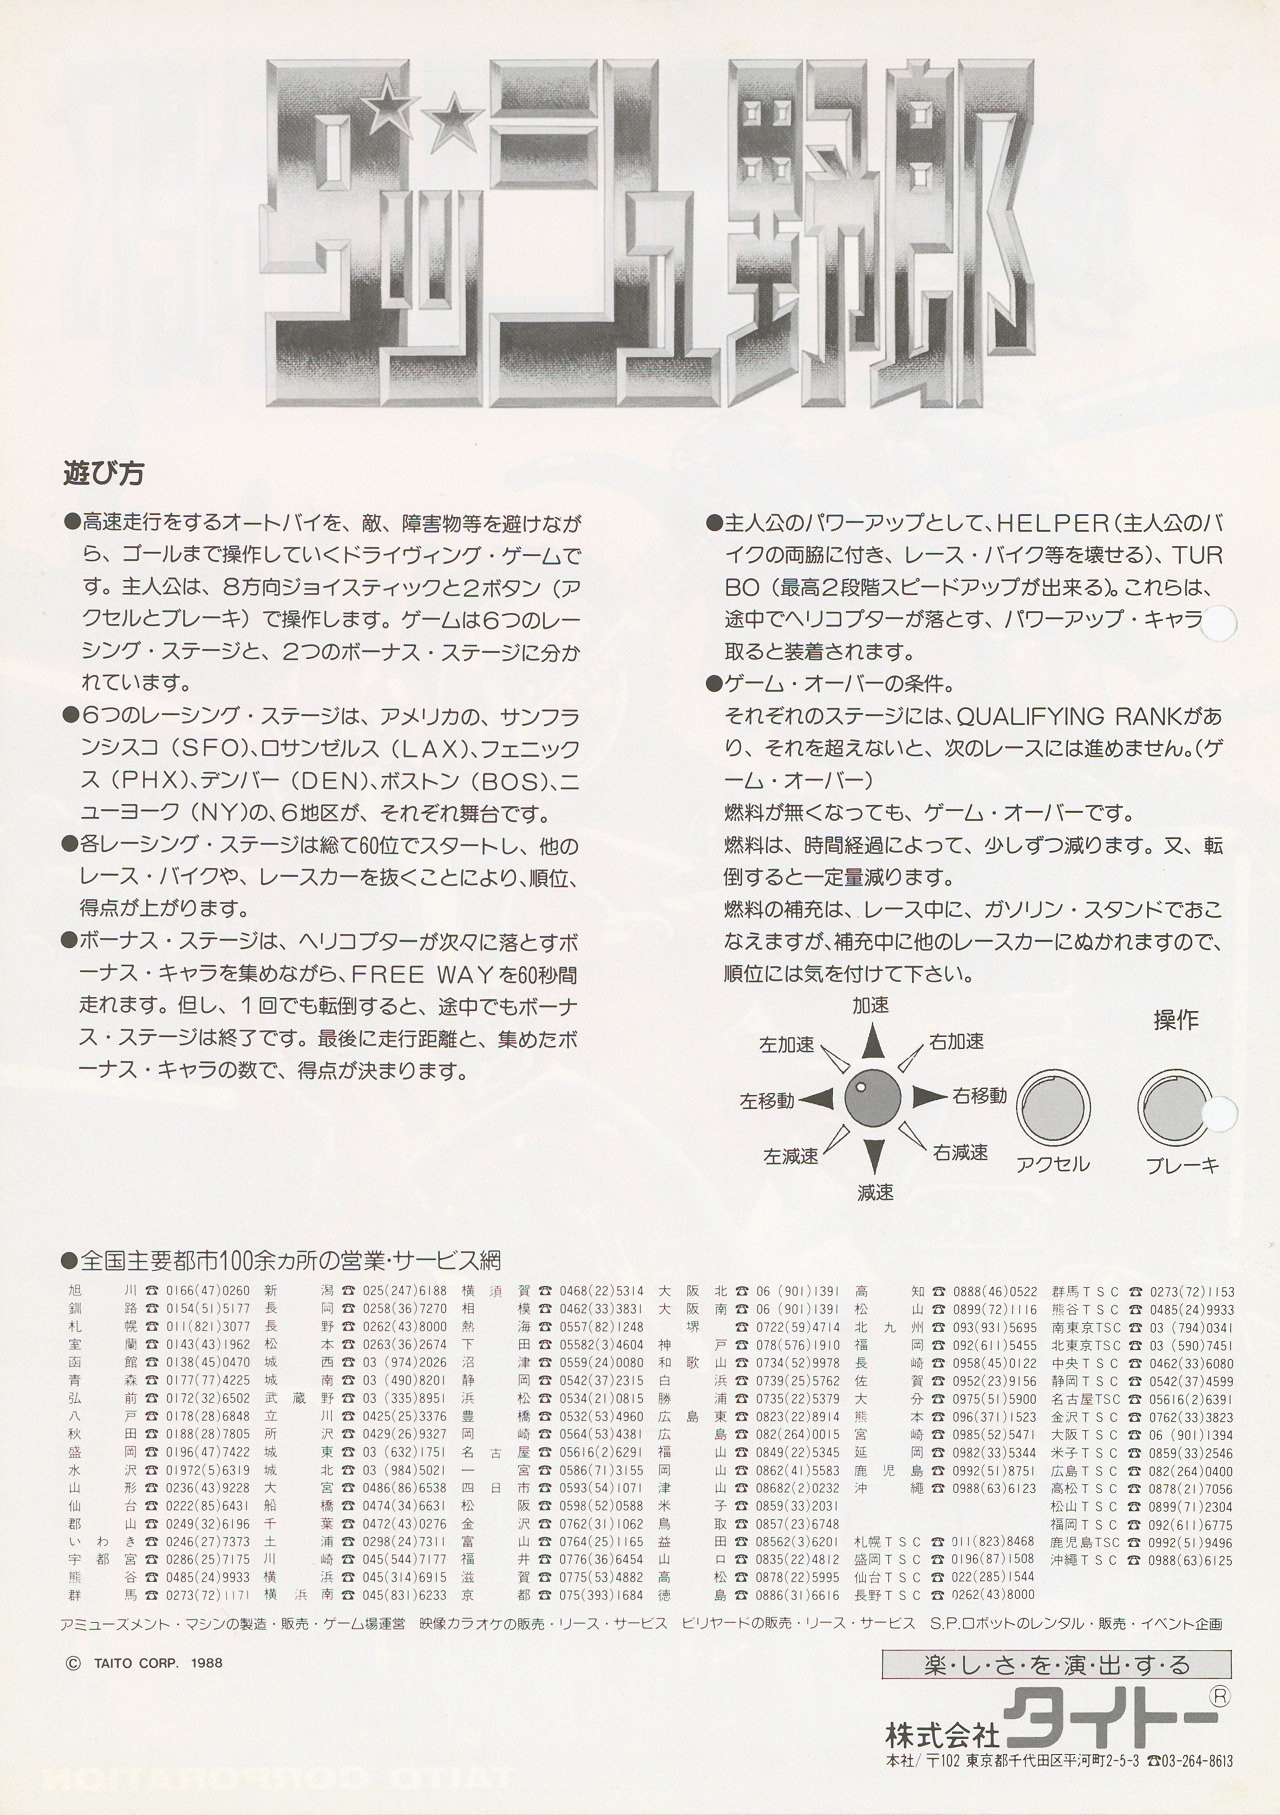 ダッシュ野郎
遊び方
●高速走行をするオートバイを、敵、障害物等を避けなが
ら、ゴールまで操作していくドライヴィング・ゲームで
す。主人公は、8方向ジョイスティックと2ボタン（ア
クセルとブレーキ）で操作します。ゲームは6つのレー
シング・ステージと、2つのボーナス・ステージに分か
れています。
●6つのレーシング・ステージは、アメリカの、サンフラ
ンシスコ（SFO）、ロサンゼルス（LAX）、フェニック
ス（PHX）、デンバー（DEN）、ボストン（BOS）、ニ
ューヨーク（NY）の、6地区が、それぞれ舞台です。
●各レーシング・ステージは総て60位でスタートし、他の
レース・バイクや、レースカーを抜くことにより、順位、
得点が上がります。
●ボーナス・ステージは、ヘリコプターが次々に落とすボ
ーナス・キャラを集めながら、FREE WAYを60秒間
走れます。但し、1回でも転倒すると、途中でもボーナ
ス・ステージは終了です。最後に走行距離と、集めたボ
ーナス・キャラの数で、得点が決まります。
●主人公のパワーアップとして、HELPER（主人公のバ
イクの両脇に付き、レース・バイク等を壊せる）、TUR
BO（最高2段階スピードアップが出来る）。これらは、
途中でヘリコプターが落とす、パワーアップ・キャラ
取ると装着されます。
●ゲーム・オーバーの条件。
それぞれのステージには、QUALIFYING RANKがあ
り、それを超えないと、次のレースには進めません。（ゲ
ーム・オーバー）
燃料が無くなっても、ゲーム・オーバーです。
燃料は、時間経過によって、少しずつ減ります。又、転
倒すると一定量減ります。
燃料の補充は、レース中に、ガソリン・スタンドでおこ
なえますが、補充中に他のレースカーにぬかれますので、
順位には気を付けて下さい。
加速
操作
左加速 右加速
左移動 右移動
左減速 右減速
減速
アクセル ブレーキ
●全国主要都市100余ヵ所の営業・サービス網
旭川☎0166(47)0260 新潟☎025(247)6188 横須賀☎0468(22)5314 大阪北☎06(901)1391 高知☎0888(46)0522 群馬TSC☎0273(72)1153
釧路☎0154(51)5177 長岡☎0258(36)7270 相模☎0462(33)3831 大阪南☎06(901)1391 松山☎0899(72)1116 熊谷TSC☎0485(24)9933
札幌☎011(821)3077 長野☎0262(43)8000 熱海☎0557(82)1248 堺☎0722(59)4714 北九州☎093(931)5695 南東京TSC☎03(794)0341
室蘭☎0143(43)1962 松本☎0263(36)2674 下田☎05582(3)4604 神戸☎078(576)1910 福岡☎092(611)5455 北東京TSC☎03(590)7451
函館☎0138(45)0470 城西☎03(974)2026 沼津☎0559(24)0080 和歌山☎0734(52)9978 長崎☎0958(45)0122 中央TSC☎0462(33)6080
青森☎0177(77)4225 城南☎03(490)8201 静岡☎0542(37)2315 白浜☎0739(25)5762 佐賀☎0952(23)9156 静岡TSC☎0542(37)4599
弘前☎0172(32)6502 武蔵野☎03(335)8951 浜松☎0534(21)0815 勝浦☎0735(22)5379 大分☎0975(51)5900 名古屋TSC☎05616(2)6391
八戸☎0178(28)6848 立川☎0425(25)3376 豊橋☎0532(53)4960 広島東☎0823(22)8914 熊本☎096(371)1523 金沢TSC☎0762(33)3823
秋田☎0188(28)7805 所沢☎0429(26)9327 岡崎☎0564(53)4381 広島☎082(264)0015 宮崎☎0985(52)5471 大阪TSC☎06(901)1394
盛岡☎0196(47)7422 城東☎03(632)1751 名古屋☎05616(2)6291 福山☎0849(22)5345 延岡☎0982(33)5344 米子TSC☎0859(33)2546
水沢☎01972(5)6319 城北☎03(984)5021 一宮☎0586(71)3155 岡山☎0862(41)5583 鹿児島☎0992(51)8751 広島TSC☎082(264)0400
山形☎0236(43)9228 大宮☎0486(86)6538 四日市☎0593(54)1071 津山☎08682(2)0232 沖縄☎0988(63)6123 高松TSC☎0878(21)7056
仙台☎0222(85)6431 船橋☎0474(34)6631 松阪☎0598(52)0588 米子☎0859(33)2031 松山TSC☎0899(71)2304
郡山☎0249(32)6196 千葉☎0472(43)0276 金沢☎0762(31)1062 鳥取☎0857(23)6748 福岡TSC☎092(611)6775
いわき☎0246(27)7373 土浦☎0298(24)7311 富山☎0764(25)1165 益田☎08562(3)6201 札幌TSC☎011(823)8468 鹿児島TSC☎0992(51)9496
宇都宮☎0286(25)7175 川崎☎045(544)7177 福井☎0776(36)6454 山口☎0835(22)4812 盛岡TSC☎0196(87)1508 沖縄TSC☎0988(63)6125
熊谷☎0485(24)9933 横浜☎045(314)6915 滋賀☎0775(53)4882 高松☎0878(22)5995 仙台TSC☎022(285)1544
群馬☎0273(72)1171 横浜南☎045(831)6233 京都☎075(393)1684 徳島☎0886(31)6616 長野TSC☎0262(43)8000
アミューズメント・マシンの製造・販売・ゲーム場運営 映像カラオケの販売・リース・サービス ビリヤードの販売・リース・サービス S.P.ロボットのレンタル・販売・イベント企画
© TAITO CORP. 1988
楽・し・さ・を・演・出・す・る
株式会社タイトー®
本社/〒102 東京都千代田区平河町2-5-3 ☎03-264-8613